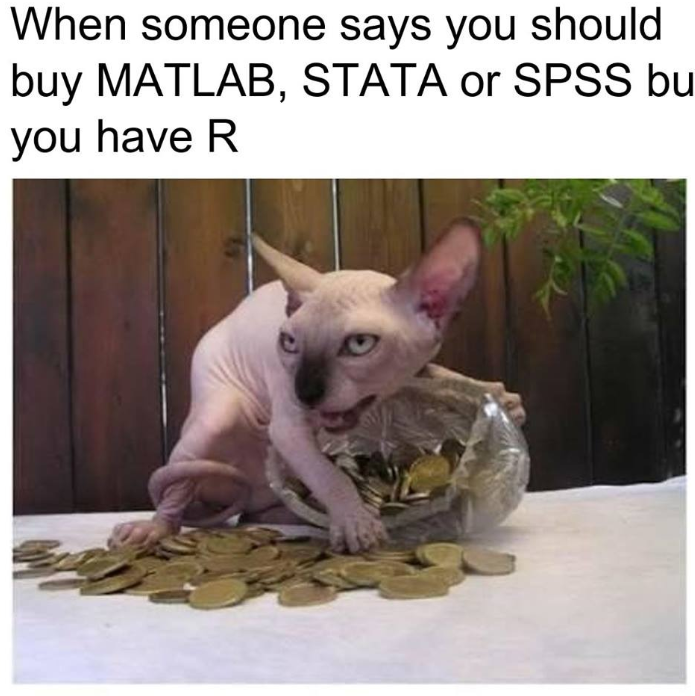 When someone says you should
buy MATLAB, STATA or SPSS bu
you have R